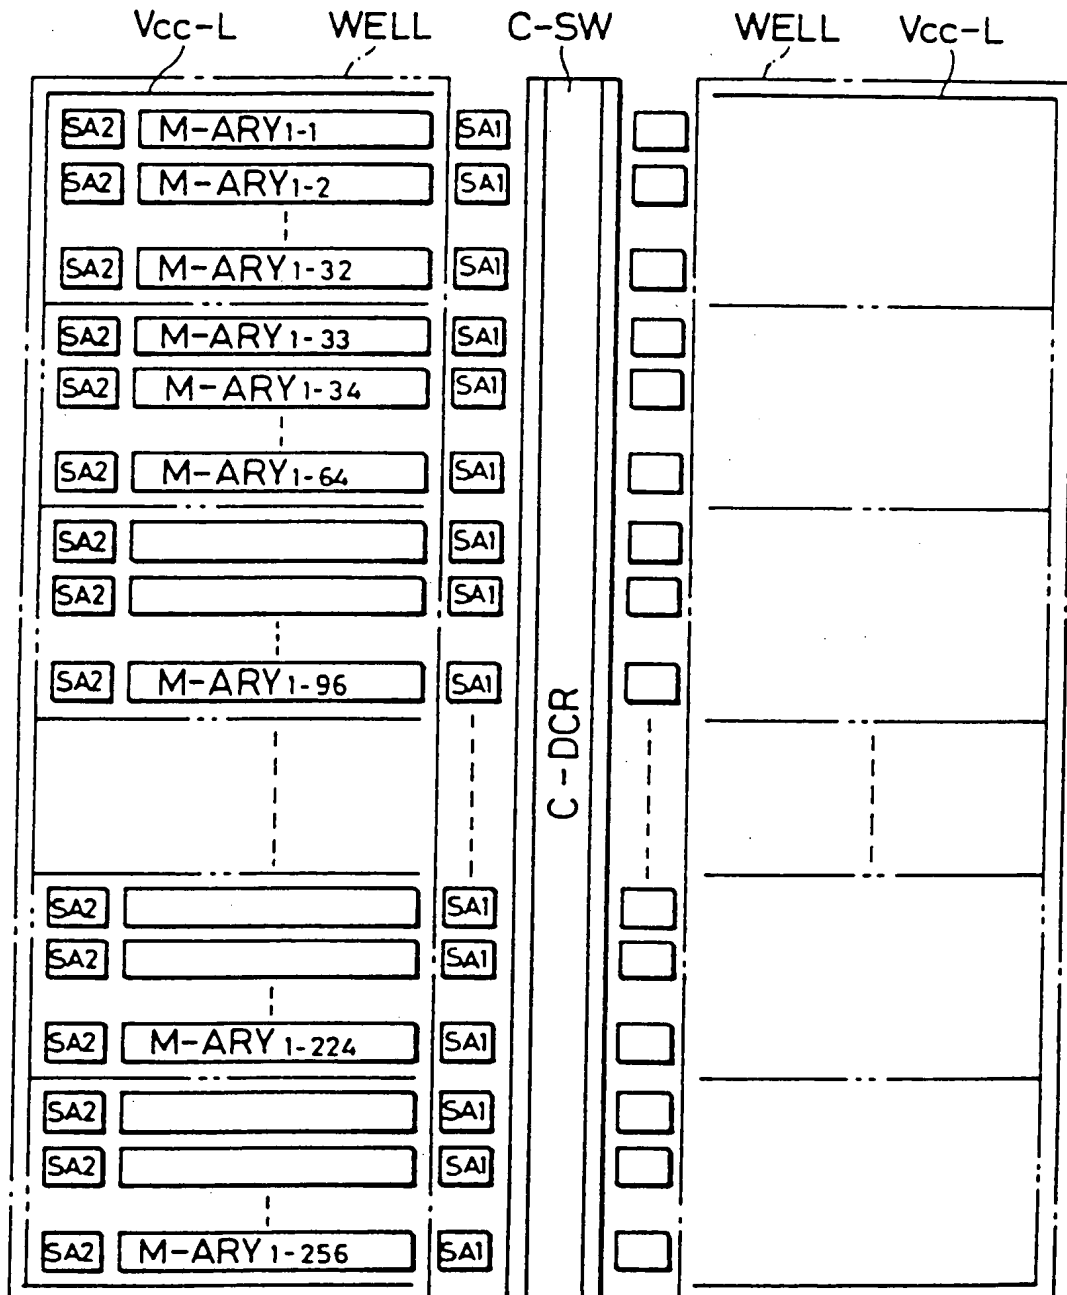 Vcc-L WELL C-SW WELL Vcc-L
SA2 M-ARY1-1 SA1
SA2 M-ARY1-2 SA1
SA2 M-ARY1-32 SA1
SA2 M-ARY1-33 SA1
SA2 M-ARY1-34 SA1
SA2 M-ARY1-64 SA1
SA2 SA1
SA2 SA1
SA2 M-ARY1-96 SA1
C-DCR
SA2 SA1
SA2 SA1
SA2 M-ARY1-224 SA1
SA2 SA1
SA2 SA1
SA2 M-ARY1-256 SA1